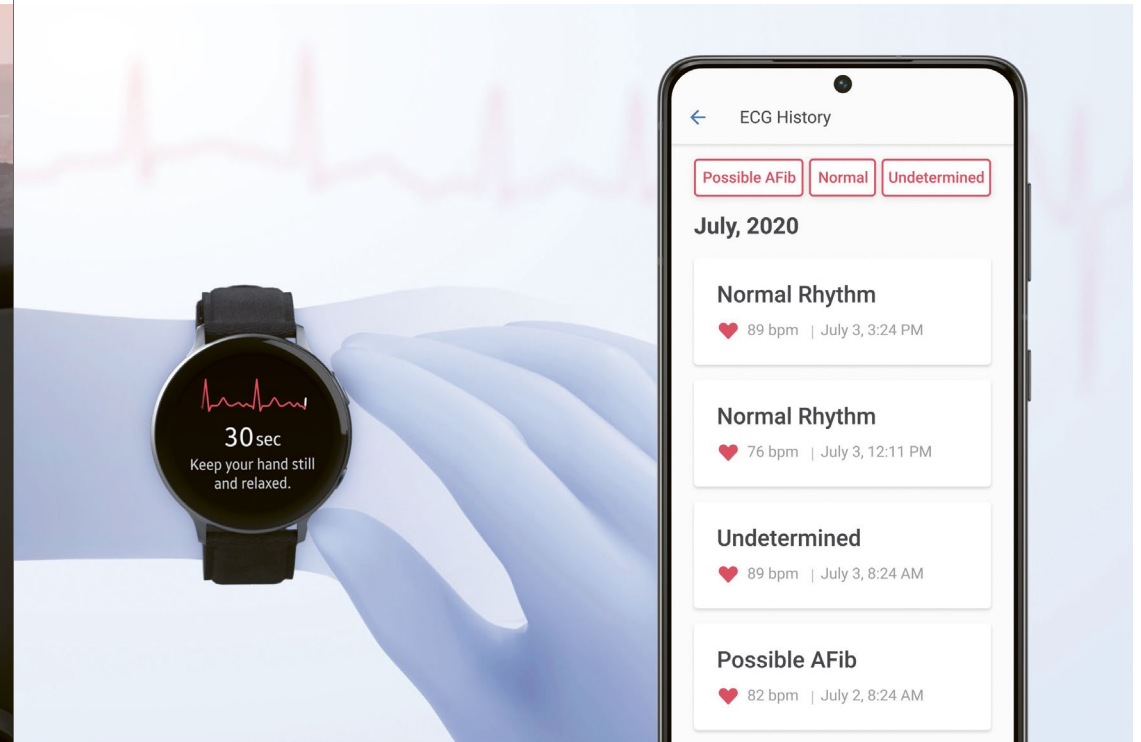 30 sec
Keep your hand still
and relaxed.
ECG History
Possible AFib
Normal
Undetermined
July, 2020
Normal Rhythm
89 bpm | July 3, 3:24 PM
Normal Rhythm
76 bpm | July 3, 12:11 PM
Undetermined
89 bpm | July 3, 8:24 AM
Possible AFib
82 bpm | July 2, 8:24 AM